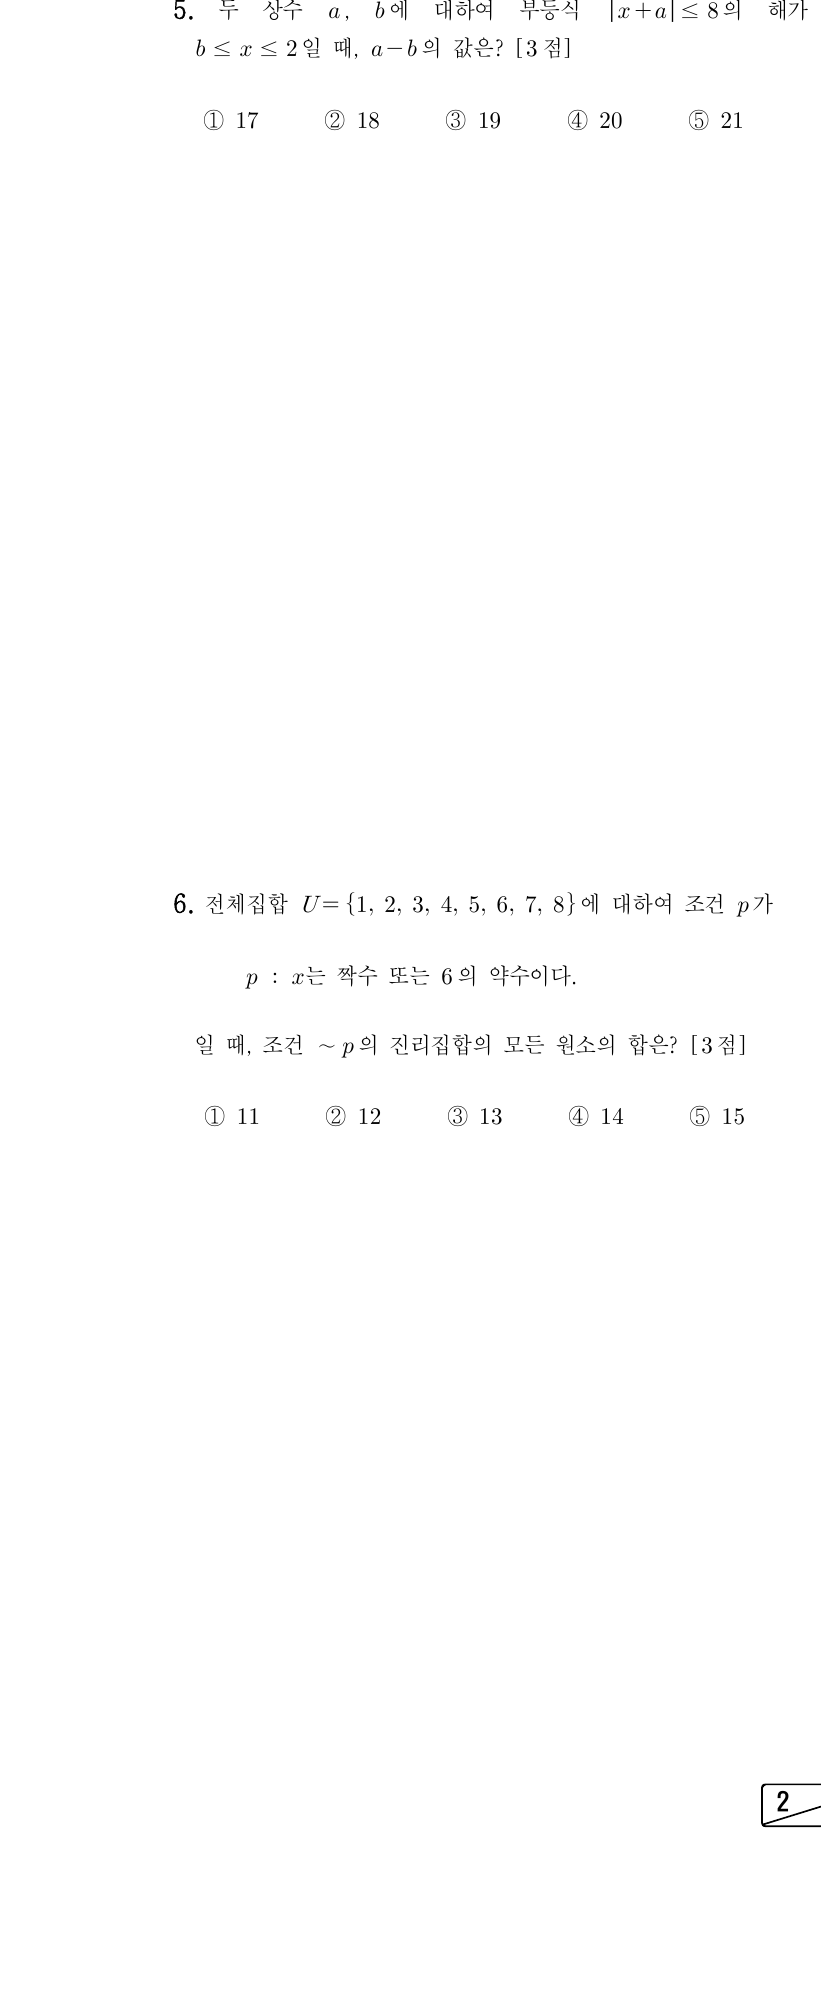 5. 두 상수 a, b에 대하여 부등식 |x+a| ≤ 8의 해가
b ≤ x ≤ 2일 때, a-b의 값은? [3점]
① 17 ② 18 ③ 19 ④ 20 ⑤ 21
6. 전체집합 U={1, 2, 3, 4, 5, 6, 7, 8}에 대하여 조건 p가
p : x는 짝수 또는 6의 약수이다.
일 때, 조건 ~p의 진리집합의 모든 원소의 합은? [3점]
① 11 ② 12 ③ 13 ④ 14 ⑤ 15
2